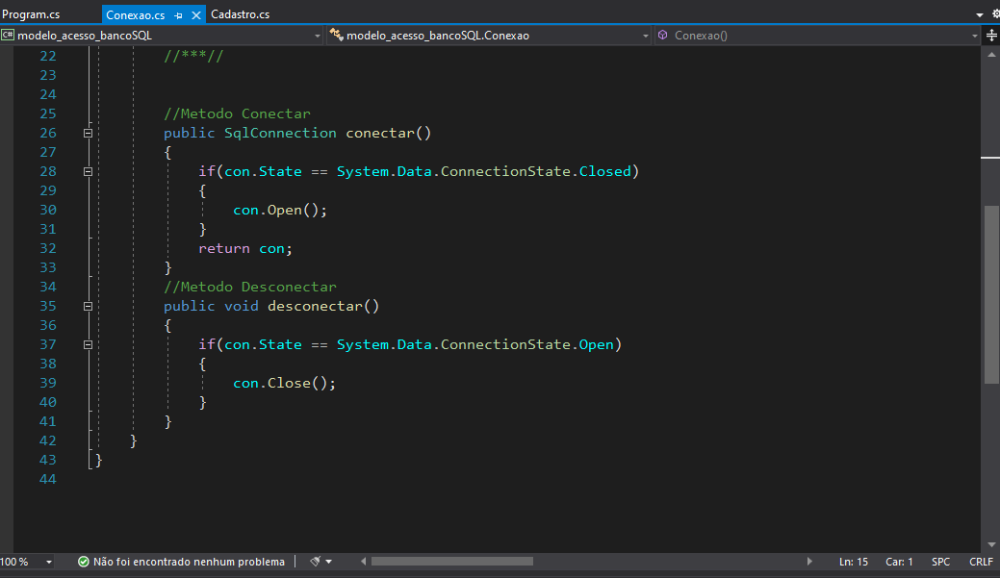 Program.cs Conexao.cs Cadastro.cs
C# modelo_acesso_bancoSQL modelo_acesso_bancoSQL.Conexao Conexao()
22 //***//
23
24
25 //Metodo Conectar
26 public SqlConnection conectar()
27 {
28 if(con.State == System.Data.ConnectionState.Closed)
29 {
30 con.Open();
31 }
32 return con;
33 }
34 //Metodo Desconectar
35 public void desconectar()
36 {
37 if(con.State == System.Data.ConnectionState.Open)
38 {
39 con.Close();
40 }
41 }
42 }
43 }
44
100 % Não foi encontrado nenhum problema Ln: 15 Car: 1 SPC CRLF